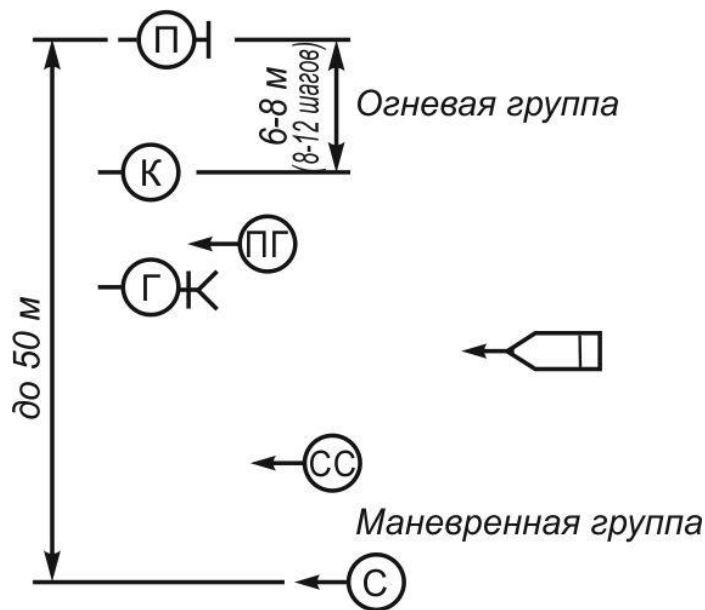 П
6-8 м
(8-12 шагов)
Огневая группа
К
ПГ
Г
до 50 м
СС
Маневренная группа
С